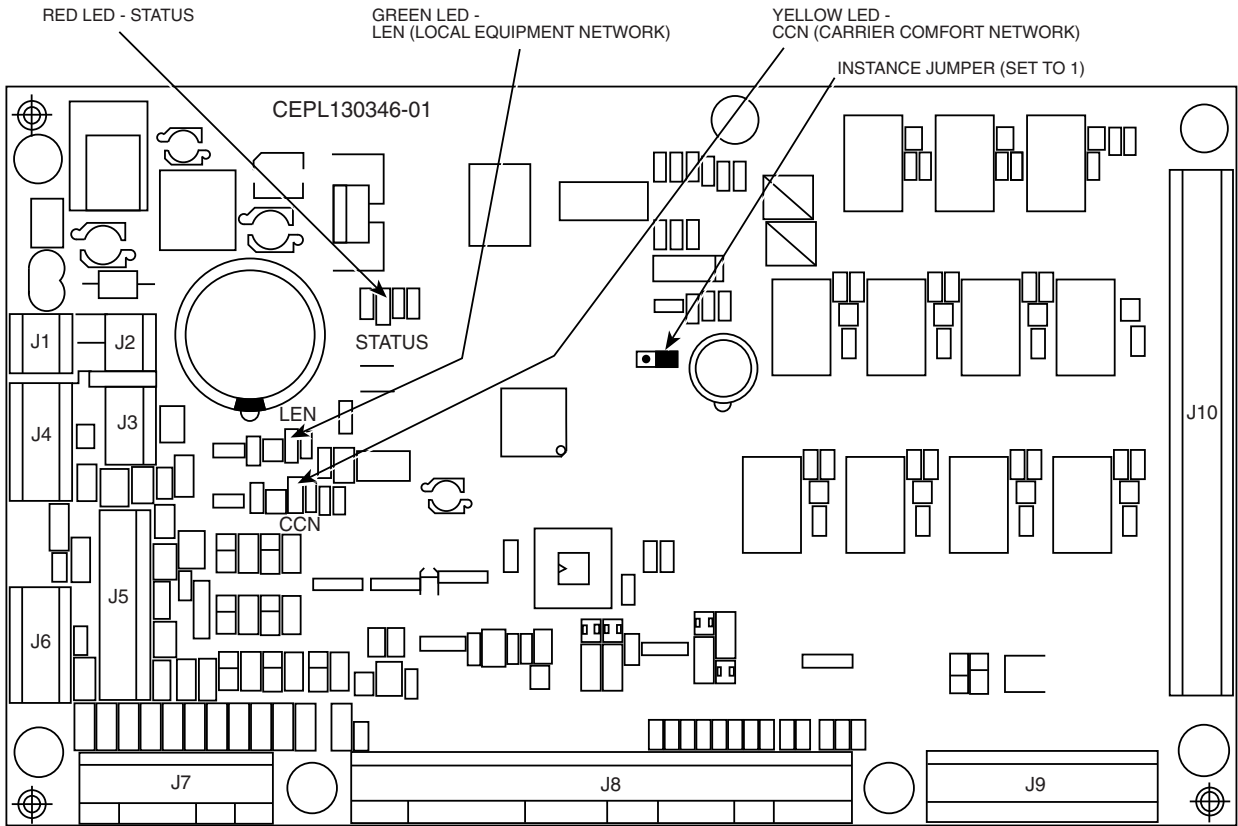 RED LED - STATUS
GREEN LED -
LEN (LOCAL EQUIPMENT NETWORK)
YELLOW LED -
CCN (CARRIER COMFORT NETWORK)
INSTANCE JUMPER (SET TO 1)
CEPL130346-01
STATUS
J1
J2
LEN
J4
J3
J10
CCN
J5
J6
J7
J8
J9